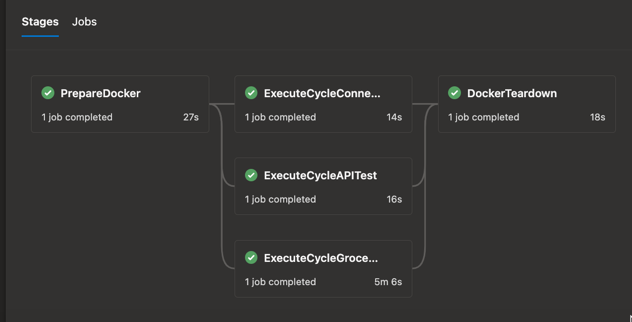 Stages Jobs
PrepareDocker
1 job completed 27s
ExecuteCycleConne...
1 job completed 14s
DockerTeardown
1 job completed 18s
ExecuteCycleAPITest
1 job completed 16s
ExecuteCycleGroce...
1 job completed 5m 6s